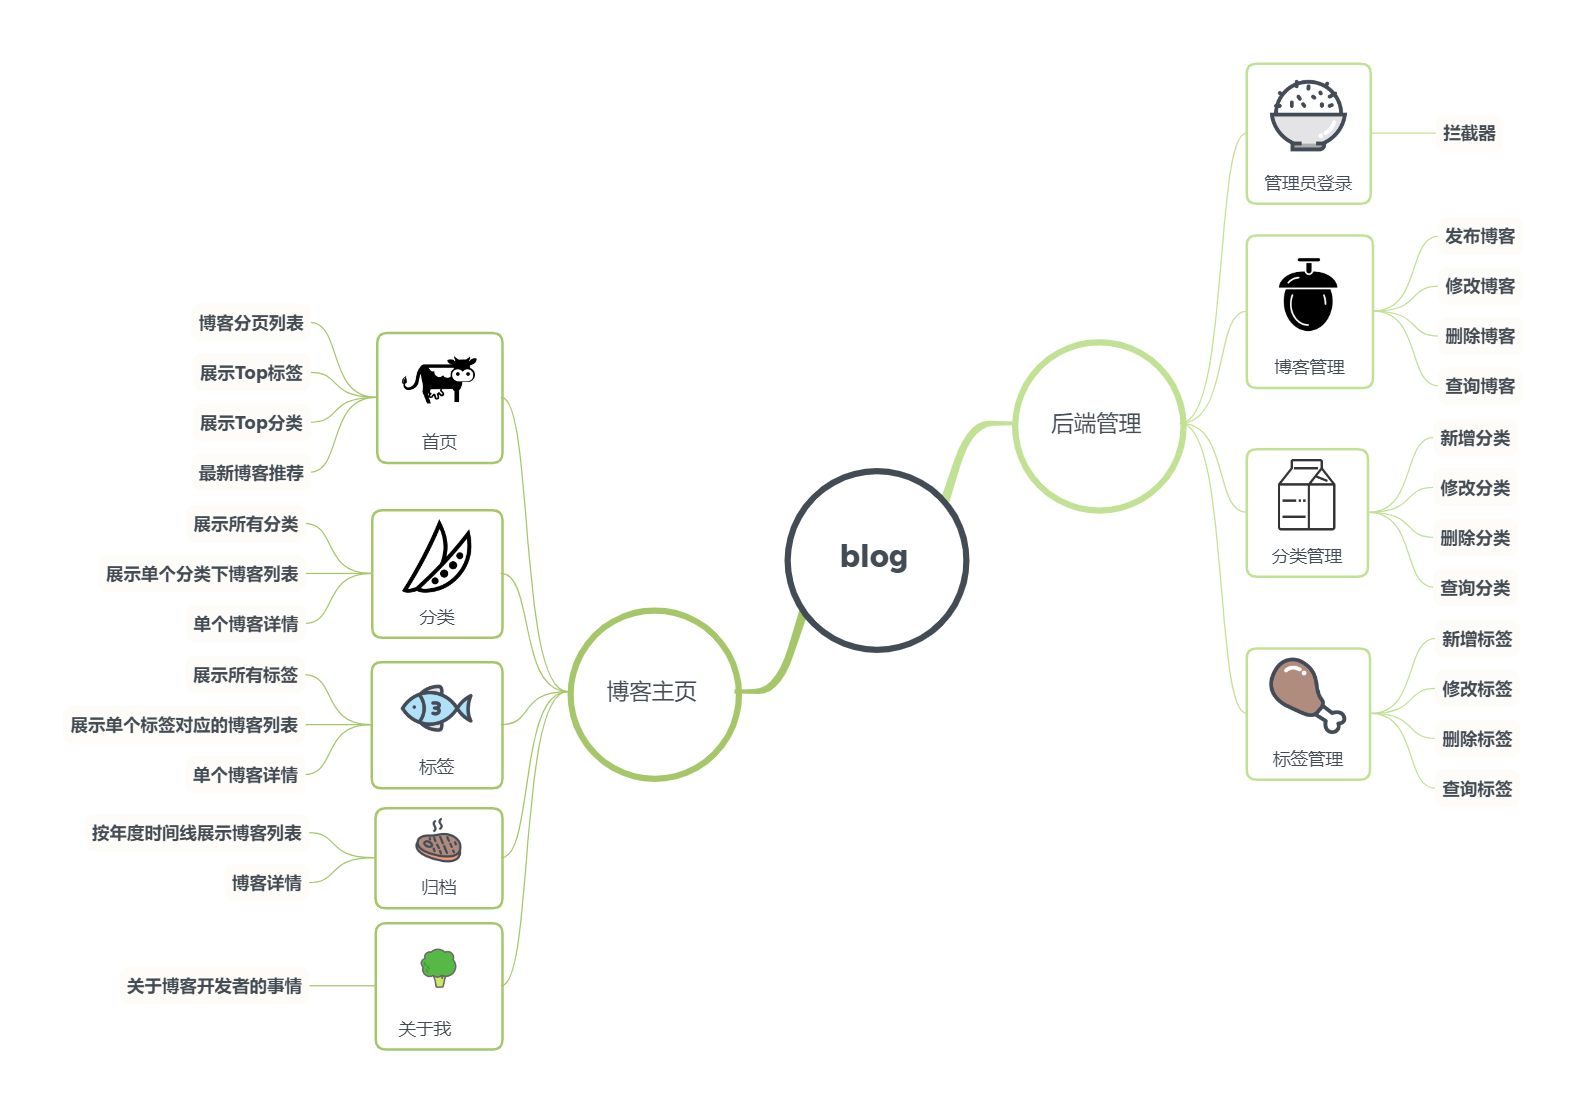 blog
博客主页
首页
博客分页列表
展示Top标签
展示Top分类
最新博客推荐
分类
展示所有分类
展示单个分类下博客列表
单个博客详情
3
标签
展示所有标签
展示单个标签对应的博客列表
单个博客详情
归档
按年度时间线展示博客列表
博客详情
关于我
关于博客开发者的事情
后端管理
管理员登录
拦截器
博客管理
发布博客
修改博客
删除博客
查询博客
分类管理
新增分类
修改分类
删除分类
查询分类
标签管理
新增标签
修改标签
删除标签
查询标签